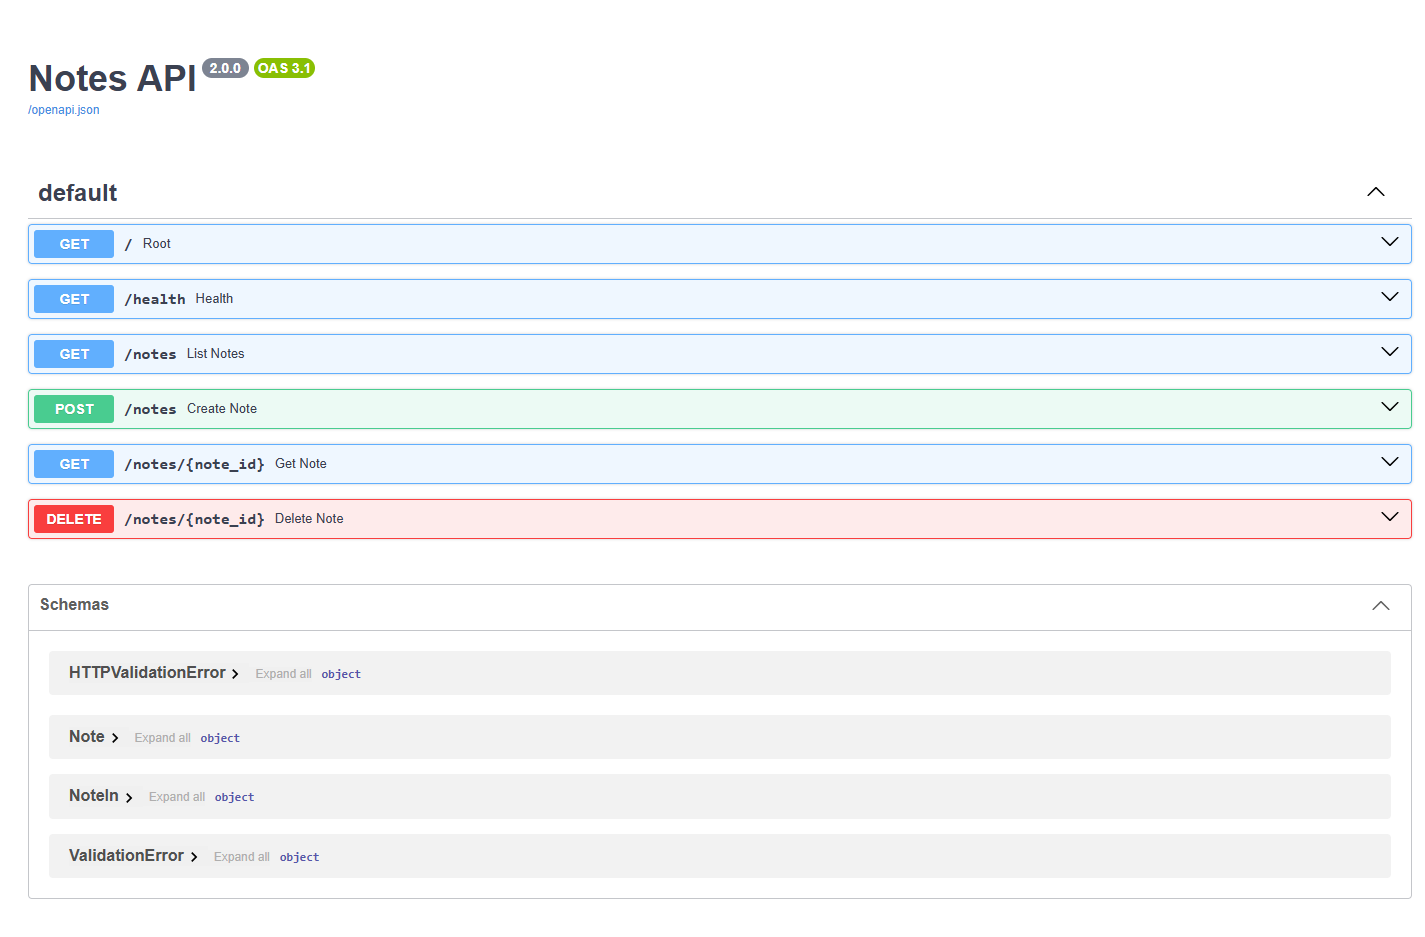 Notes API 2.0.0 OAS 3.1
/openapi.json
default
GET / Root
GET /health Health
GET /notes List Notes
POST /notes Create Note
GET /notes/{note_id} Get Note
DELETE /notes/{note_id} Delete Note
Schemas
HTTPValidationError Expand all object
Note Expand all object
NoteIn Expand all object
ValidationError Expand all object